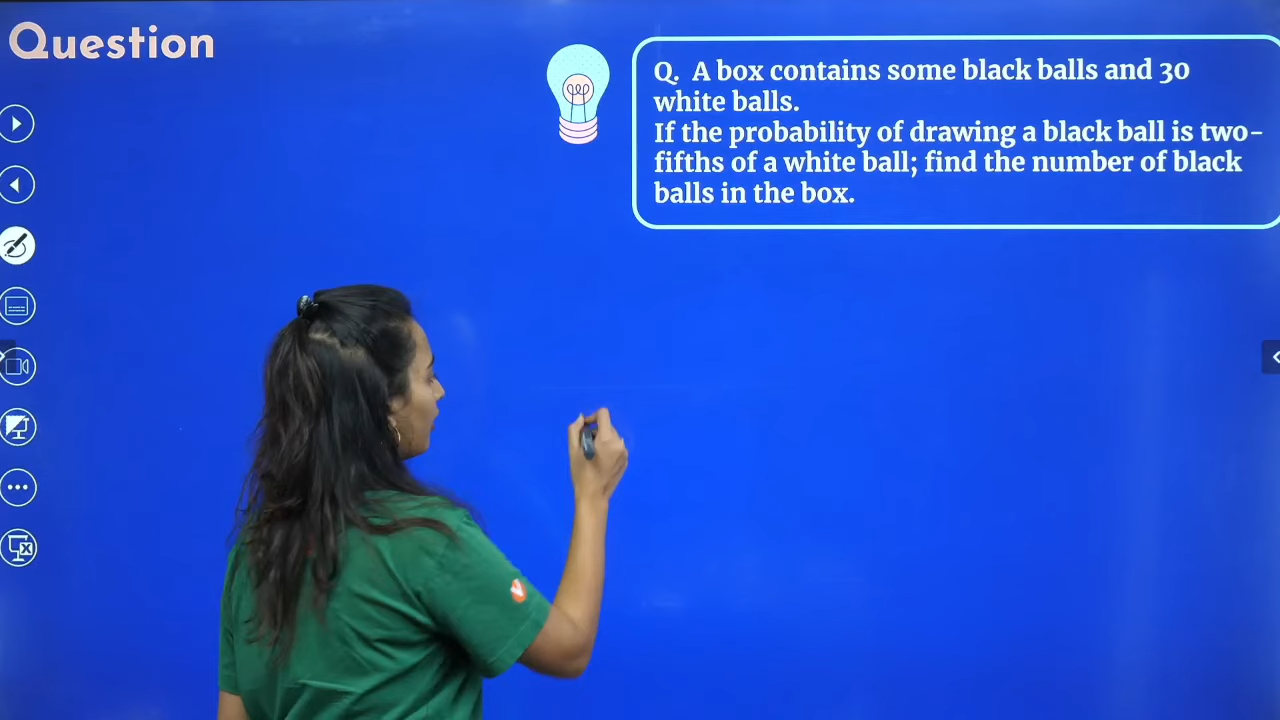 Question
Q. A box contains some black balls and 30
white balls.
If the probability of drawing a black ball is two-
fifths of a white ball; find the number of black
balls in the box.